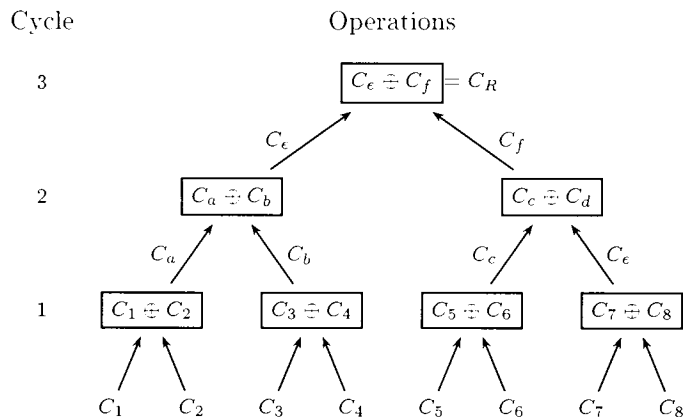 Cycle Operations
3 C_ϵ ⊕ C_f = C_R
C_ϵ C_f
2 C_a ⊕ C_b C_c ⊕ C_d
C_a C_b C_c C_ϵ
1 C_1 ⊕ C_2 C_3 ⊕ C_4 C_5 ⊕ C_6 C_7 ⊕ C_8
C_1 C_2 C_3 C_4 C_5 C_6 C_7 C_8